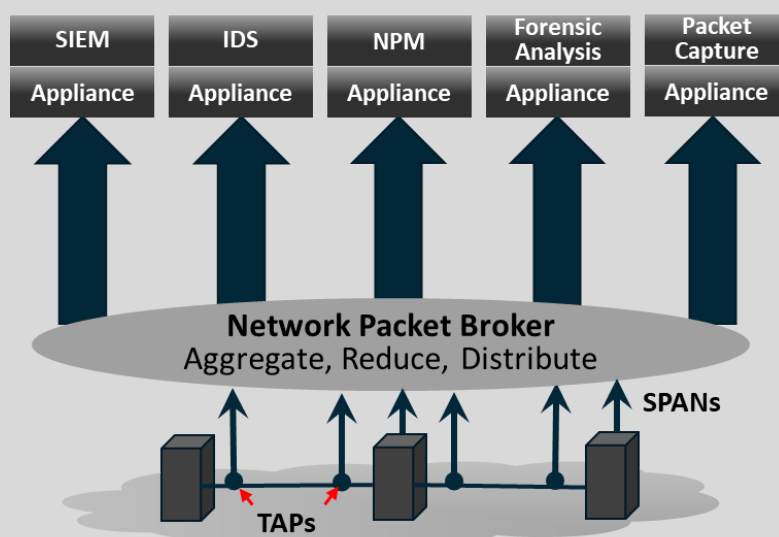 SIEM
IDS
NPM
Forensic
Analysis
Packet
Capture
Appliance
Appliance
Appliance
Appliance
Appliance
Network Packet Broker
Aggregate, Reduce, Distribute
SPANs
TAPs